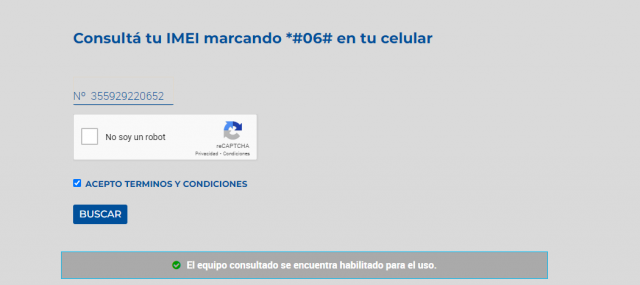 Consultá tu IMEI marcando *#06# en tu celular
Nº 355929220652
No soy un robot
reCAPTCHA
Privacidad - Condiciones
ACEPTO TERMINOS Y CONDICIONES
BUSCAR
El equipo consultado se encuentra habilitado para el uso.